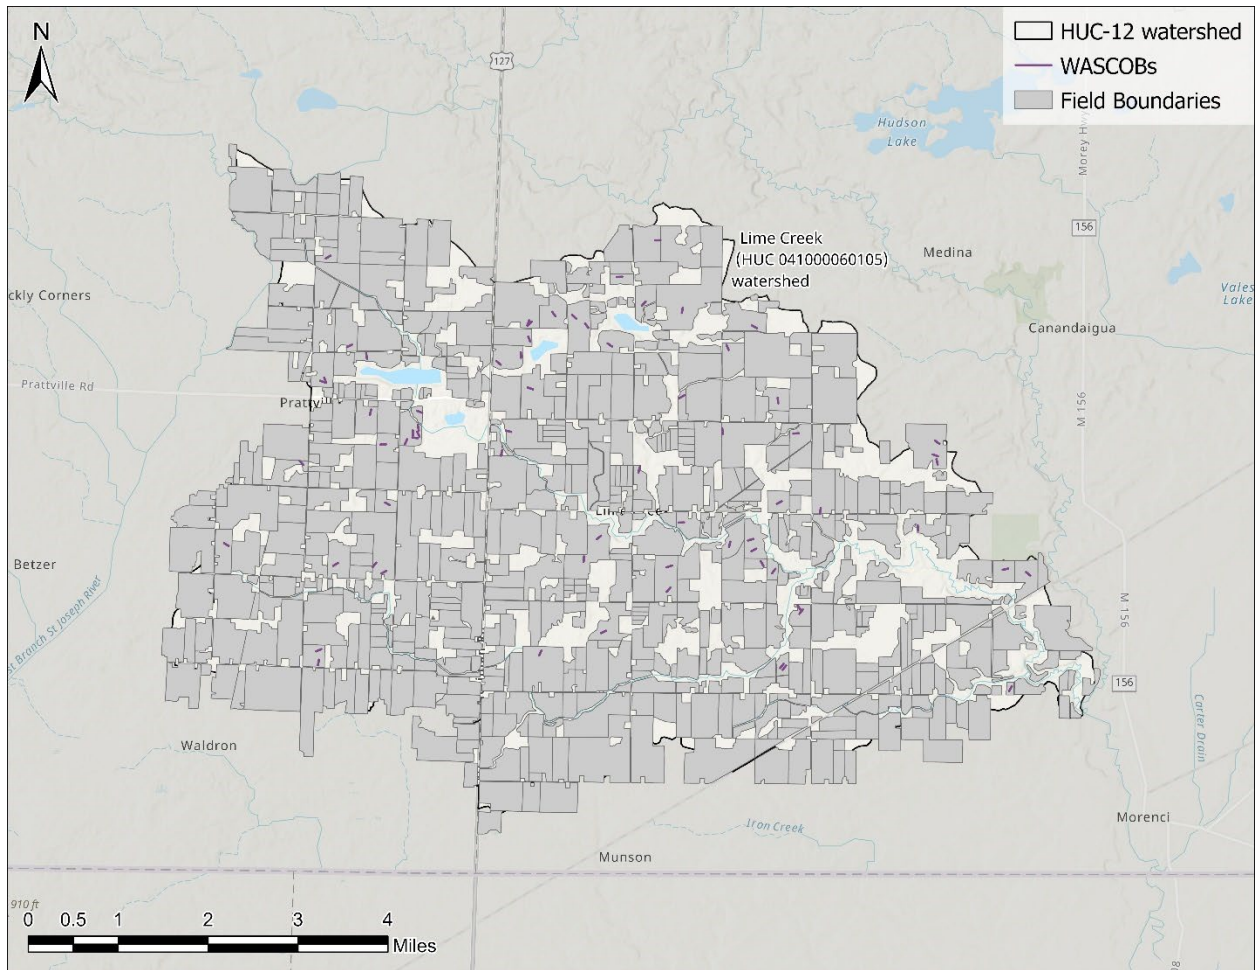 N
127
HUC-12 watershed
WASCOBs
Field Boundaries
Hudson
Lake
Morey Hwy
156
Lime Creek
(HUC 041000060105)
watershed
Medina
ckly Corners
Vales
Lake
Canandaigua
Prattville Rd
M 156
Betzer
st Branch St Joseph River
M 156
156
Carter Drain
Waldron
Iron Creek
Morenci
Munson
910 ft
0 0.5 1 2 3 4
Miles